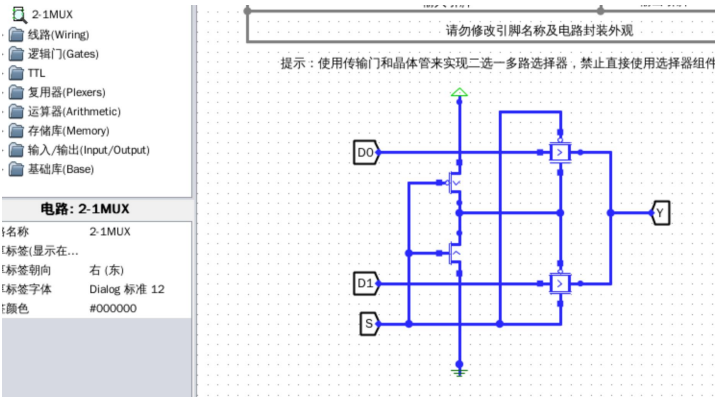 2-1MUX
线路(Wiring)
逻辑门(Gates)
TTL
复用器(Plexers)
运算器(Arithmetic)
存储库(Memory)
输入/输出(Input/Output)
基础库(Base)
电路: 2-1MUX
名称 2-1MUX
标签(显示在...
标签朝向 右 (东)
标签字体 Dialog 标准 12
颜色 #000000
请勿修改引脚名称及电路封装外观
提示：使用传输门和晶体管来实现二选一多路选择器，禁止直接使用选择器组件
D0
Y
D1
S